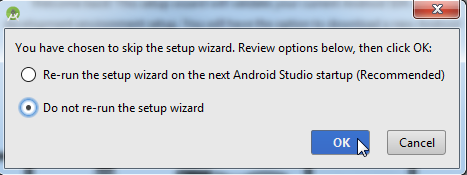 You have chosen to skip the setup wizard. Review options below, then click OK:
Re-run the setup wizard on the next Android Studio startup (Recommended)
Do not re-run the setup wizard
OK
Cancel